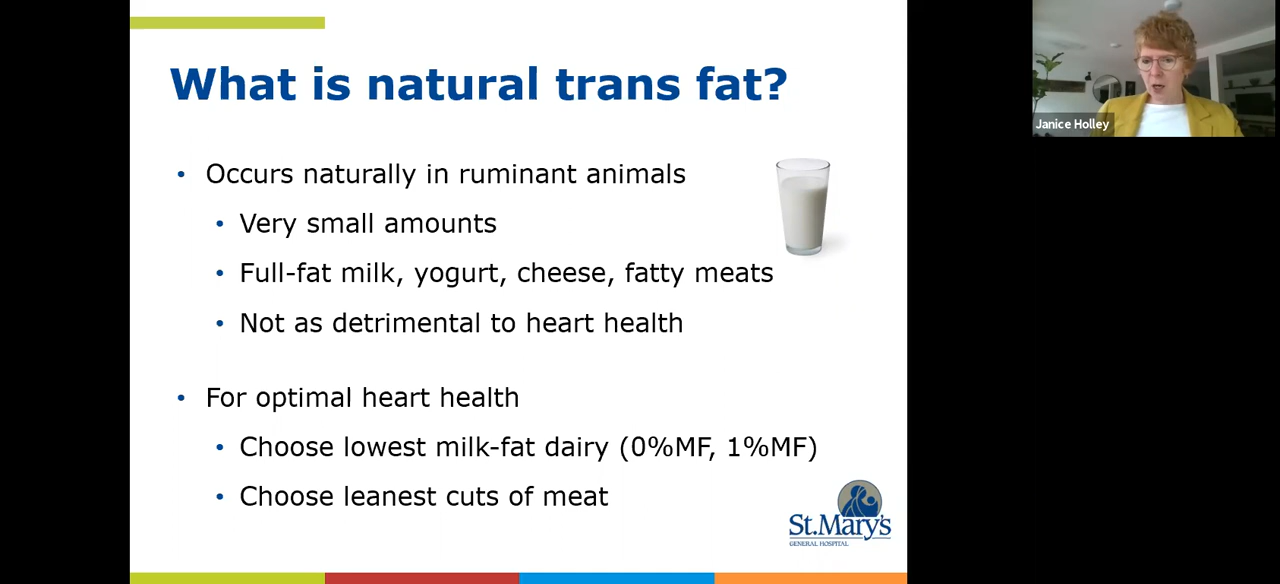 What is natural trans fat?
Janice Holley
• Occurs naturally in ruminant animals
• Very small amounts
• Full-fat milk, yogurt, cheese, fatty meats
• Not as detrimental to heart health
• For optimal heart health
• Choose lowest milk-fat dairy (0%MF, 1%MF)
• Choose leanest cuts of meat
St.Mary's
GENERAL HOSPITAL